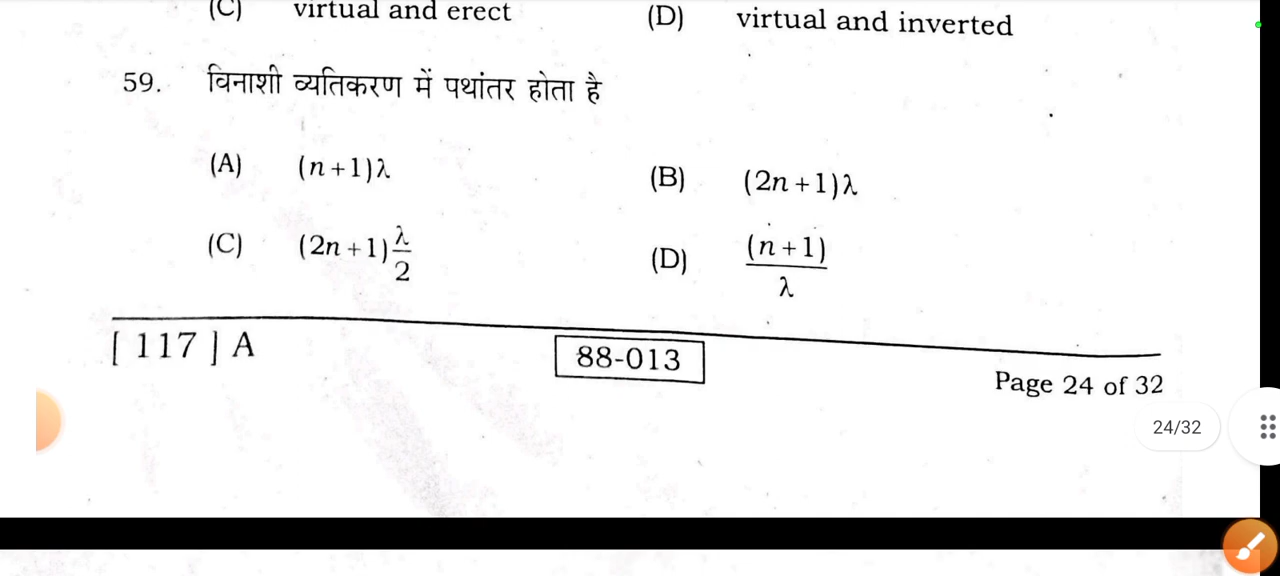 (C) virtual and erect (D) virtual and inverted
59. विनाशी व्यतिकरण में पथांतर होता है
(A) (n+1)λ (B) (2n+1)λ
(C) (2n+1)λ/2 (D) (n+1)/λ
[ 117 ] A 88-013 Page 24 of 32
24/32